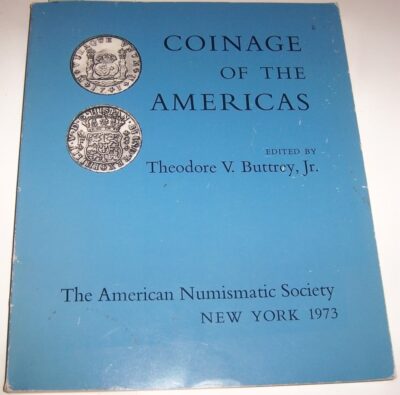 COINAGE
OF THE
AMERICAS
EDITED BY
Theodore V. Buttrey, Jr.
The American Numismatic Society
NEW YORK 1973